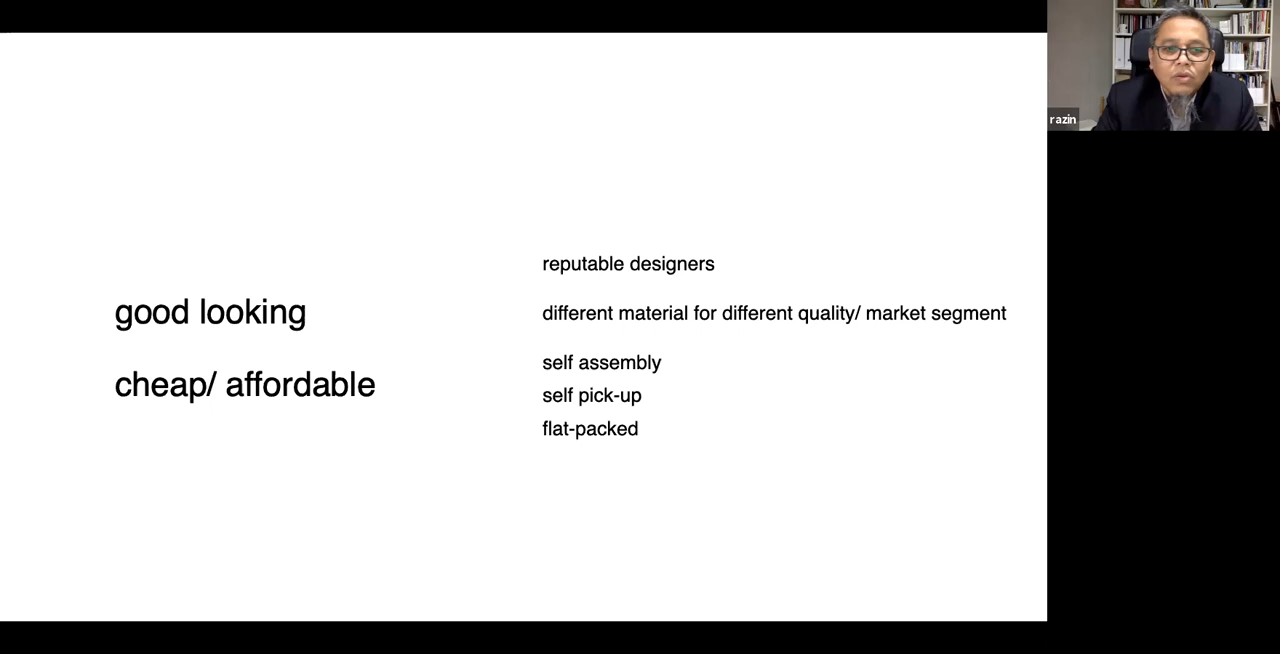 good looking
cheap/ affordable
reputable designers
different material for different quality/ market segment
self assembly
self pick-up
flat-packed
razin